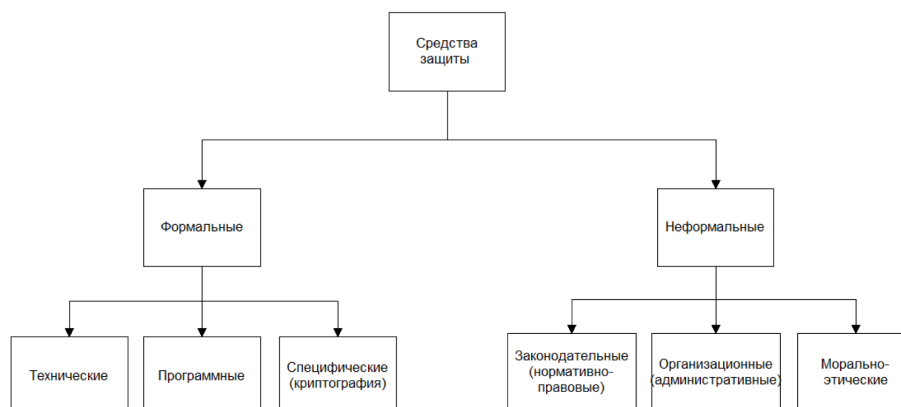 Средства
защиты
Формальные
Неформальные
Технические
Программные
Специфические
(криптография)
Законодательные
(нормативно-
правовые)
Организационные
(административные)
Морально-
этические